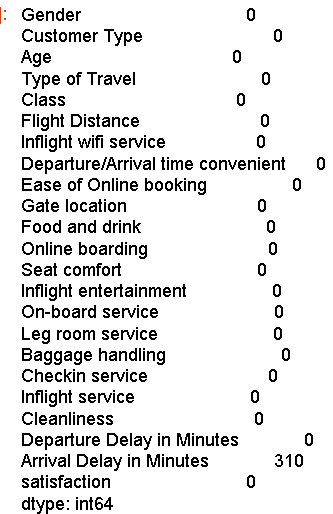 : Gender 0
Customer Type 0
Age 0
Type of Travel 0
Class 0
Flight Distance 0
Inflight wifi service 0
Departure/Arrival time convenient 0
Ease of Online booking 0
Gate location 0
Food and drink 0
Online boarding 0
Seat comfort 0
Inflight entertainment 0
On-board service 0
Leg room service 0
Baggage handling 0
Checkin service 0
Inflight service 0
Cleanliness 0
Departure Delay in Minutes 0
Arrival Delay in Minutes 310
satisfaction 0
dtype: int64